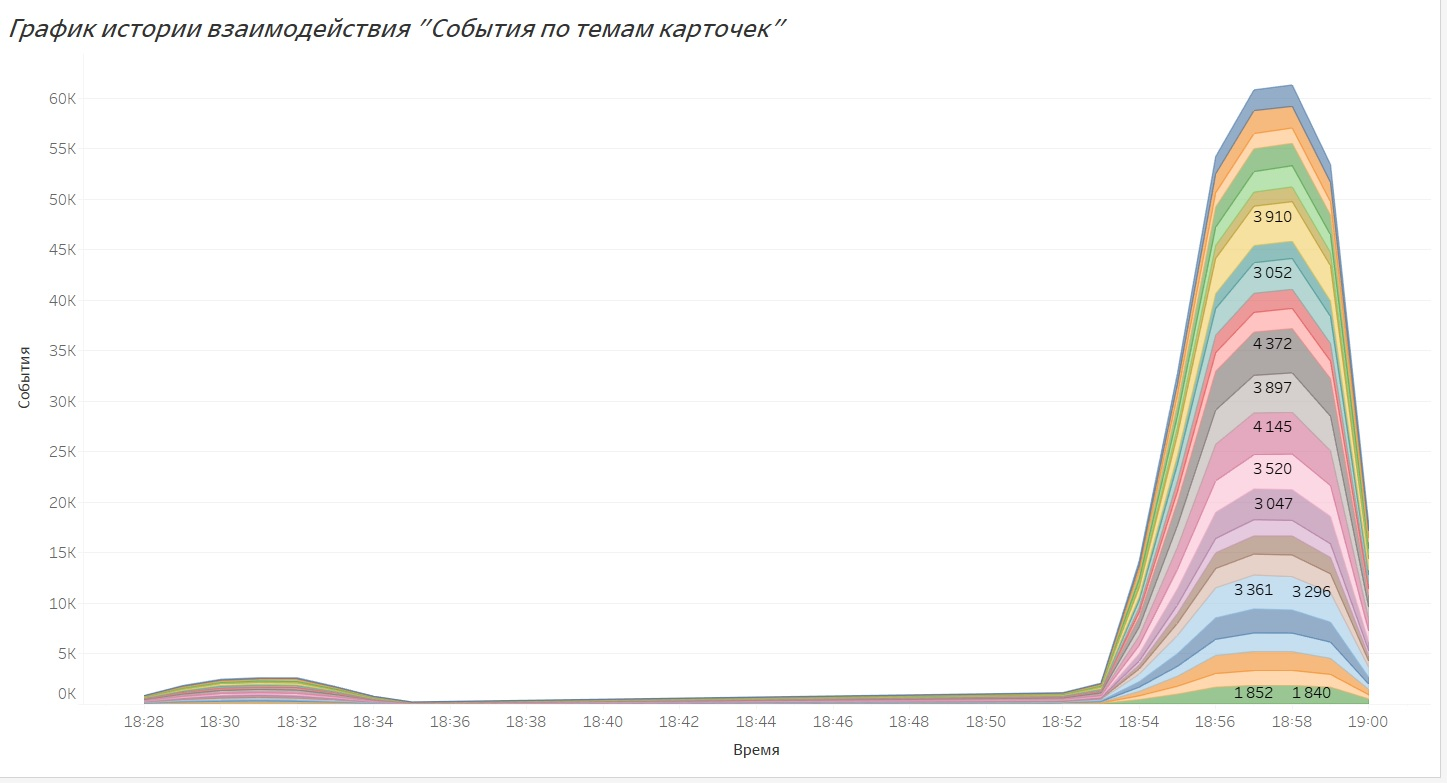 График истории взаимодействия "События по темам карточек"
60K
55K
50K
45K
40K
35K
30K
25K
20K
15K
10K
5K
0K
События
3 910
3 052
4 372
3 897
4 145
3 520
3 047
3 361 3 296
1 852 1 840
18:28 18:30 18:32 18:34 18:36 18:38 18:40 18:42 18:44 18:46 18:48 18:50 18:52 18:54 18:56 18:58 19:00
Время